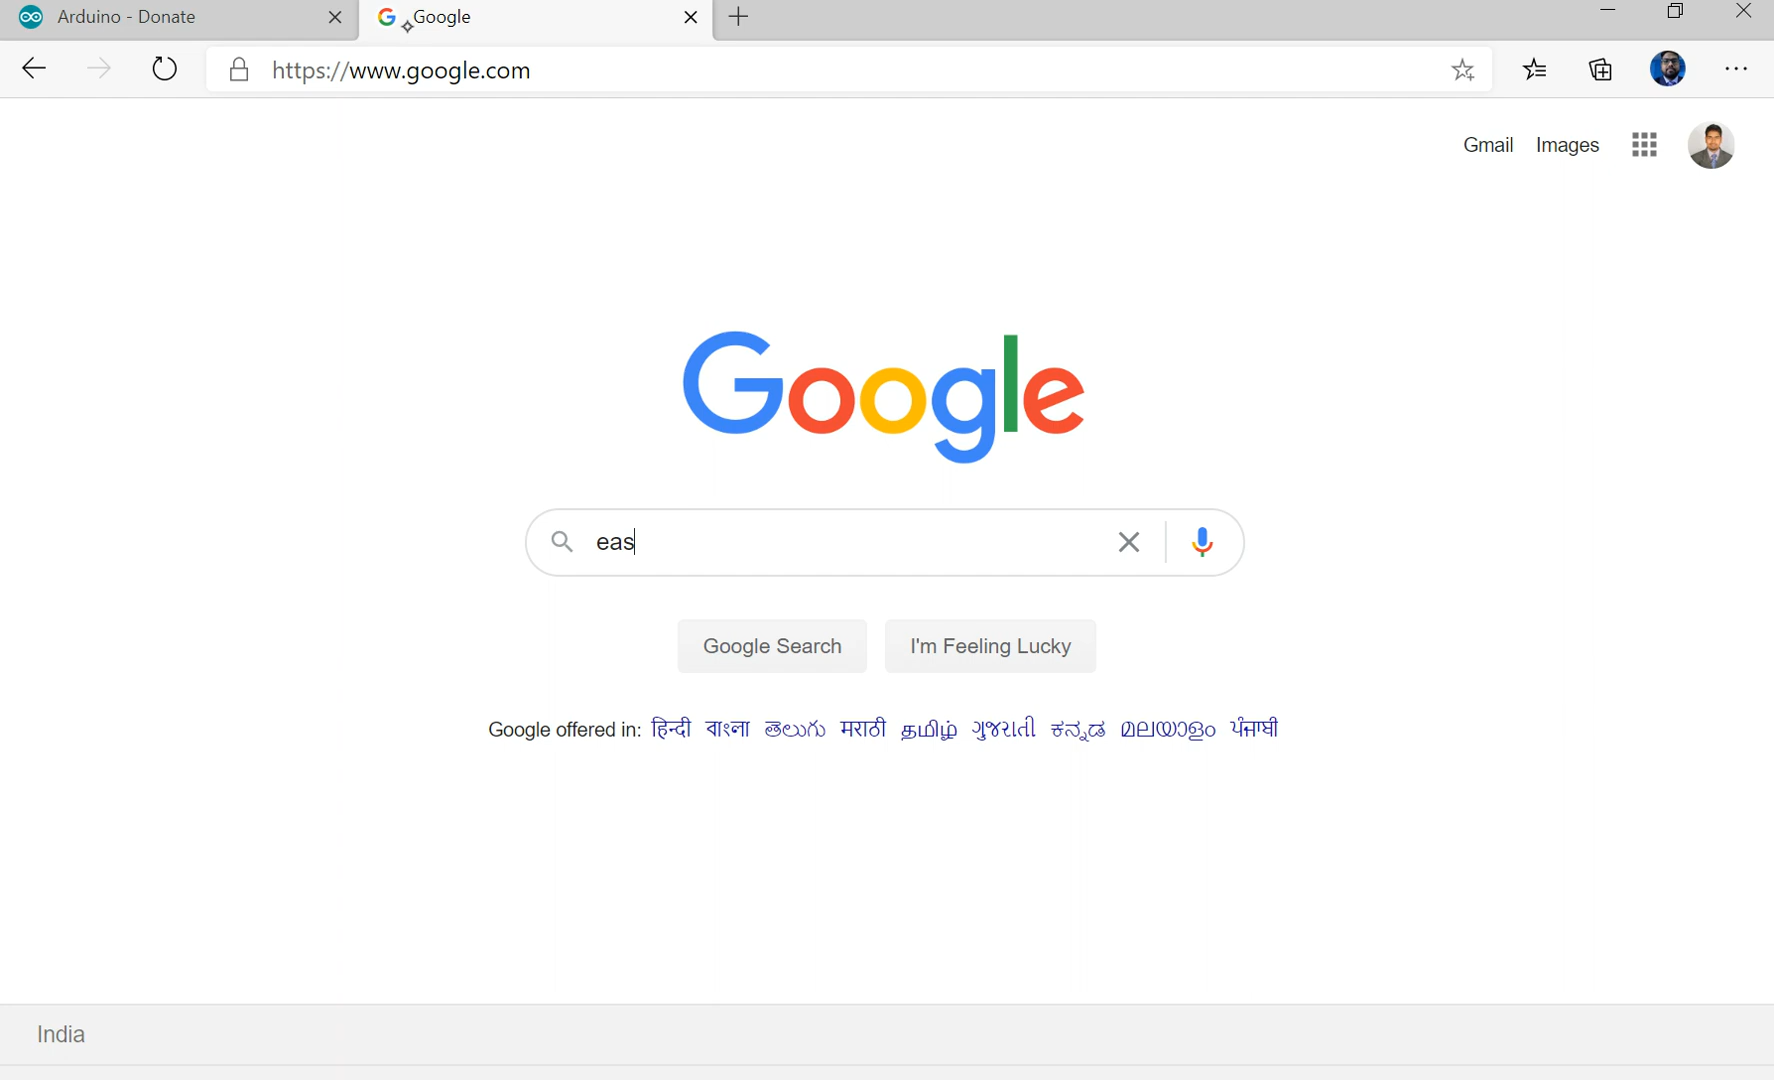 Arduino - Donate
Google
https://www.google.com
Gmail Images
Google
eas
Google Search I'm Feeling Lucky
Google offered in: हिन्दी বাংলা తెలుగు मराठी தமிழ் ગુજરાતી ಕನ್ನಡ മലയാളം ਪੰਜਾਬੀ
India